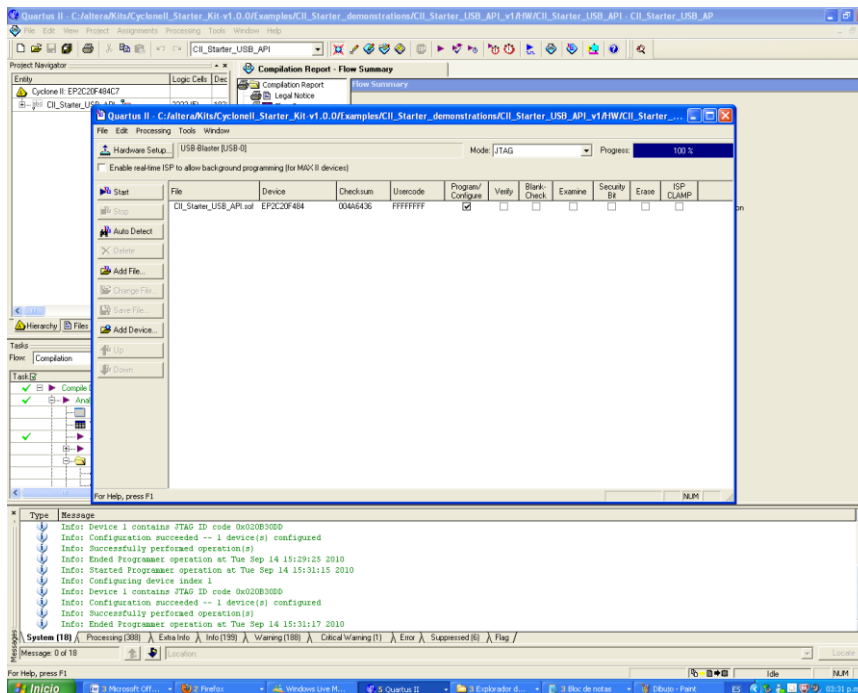 Quartus II - C:/altera/Kits/CycloneII_Starter_Kit-v1.0.0/Examples/CII_Starter_demonstrations/CII_Starter_USB_API_v1/HW/CII_Starter_USB_API - CII_Starter_USB_AP
File Edit View Project Assignments Processing Tools Window Help
CII_Starter_USB_API
Project Navigator
Entity Logic Cells Ded
Cyclone II: EP2C20F484C7
Compilation Report - Flow Summary
Compilation Report
Legal Notice
Flow Summary
Quartus II - C:/altera/Kits/CycloneII_Starter_Kit-v1.0.0/Examples/CII_Starter_demonstrations/CII_Starter_USB_API_v1/HW/CII_Starter_...
File Edit Processing Tools Window
Hardware Setup... USB-Blaster [USB-0] Mode: JTAG Progress: 100 %
Enable real-time ISP to allow background programming (for MAX II devices)
File Device Checksum Usercode Program/Configure Verify Blank-Check Examine Security Bit Erase ISP CLAMP
CII_Starter_USB_API.sof EP2C20F484 004A6436 FFFFFFFF
Start
Stop
Auto Detect
Delete
Add File...
Change File...
Save File...
Add Device...
Up
Down
For Help, press F1 NUM
Hierarchy Files
Tasks
Flow: Compilation
Task
Compile
Type Message
Info: Device 1 contains JTAG ID code 0x020B30DD
Info: Configuration succeeded -- 1 device(s) configured
Info: Successfully performed operation(s)
Info: Ended Programmer operation at Tue Sep 14 15:29:25 2010
Info: Started Programmer operation at Tue Sep 14 15:31:15 2010
Info: Configuring device index 1
Info: Device 1 contains JTAG ID code 0x020B30DD
Info: Configuration succeeded -- 1 device(s) configured
Info: Successfully performed operation(s)
Info: Ended Programmer operation at Tue Sep 14 15:31:17 2010
System (18) Processing (388) Extra Info Info (199) Warning (188) Critical Warning (1) Error Suppressed (6) Flag
Messages
Message: 0 of 18 Location: Locate
For Help, press F1 Idle NUM
Inicio 3 Microsoft Off... 2 Firefox Windows Live M... 5 Quartus II 3 Explorador d... 3 Bloc de notas Dibujo - Paint ES 03:31 p.m.